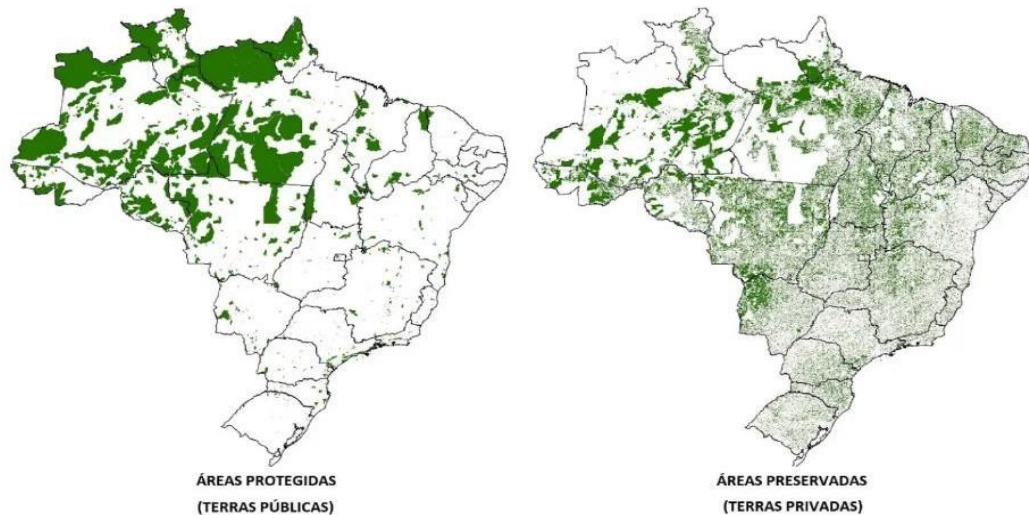 ÁREAS PROTEGIDAS
(TERRAS PÚBLICAS)
ÁREAS PRESERVADAS
(TERRAS PRIVADAS)